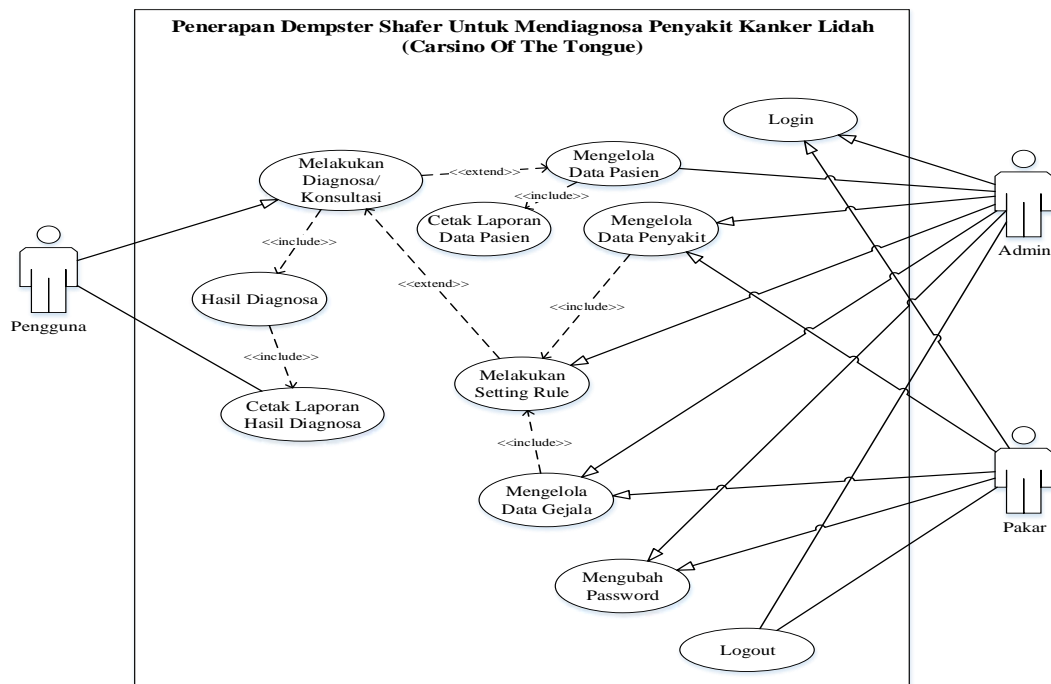 Penerapan Dempster Shafer Untuk Mendiagnosa Penyakit Kanker Lidah
(Carsino Of The Tongue)
Login
Melakukan
Diagnosa/
Konsultasi
<<extend>>
Mengelola
Data Pasien
<<include>>
Cetak Laporan
Data Pasien
Mengelola
Data Penyakit
Admin
<<include>>
Pengguna
Hasil Diagnosa
<<extend>>
<<include>>
<<include>>
Melakukan
Setting Rule
Cetak Laporan
Hasil Diagnosa
<<include>>
Mengelola
Data Gejala
Pakar
Mengubah
Password
Logout